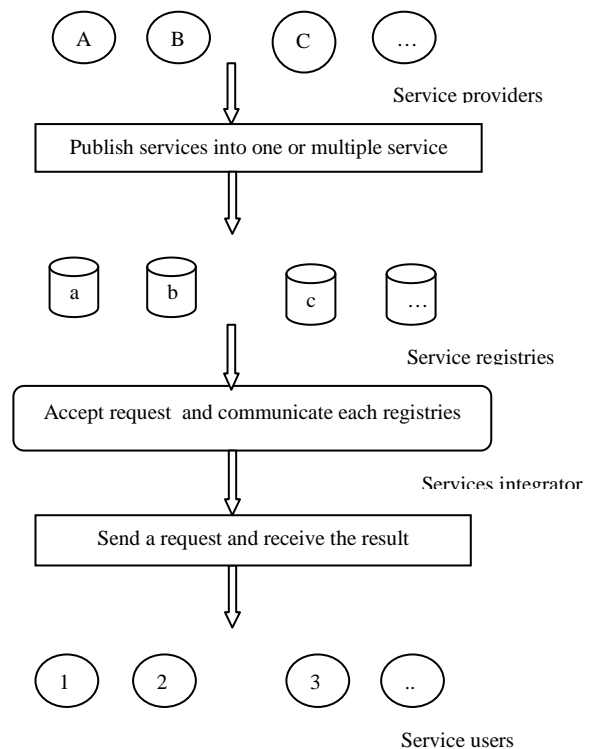 A B C …
Service providers
Publish services into one or multiple service
a b c …
Service registries
Accept request and communicate each registries
Services integrator
Send a request and receive the result
1 2 3 ..
Service users